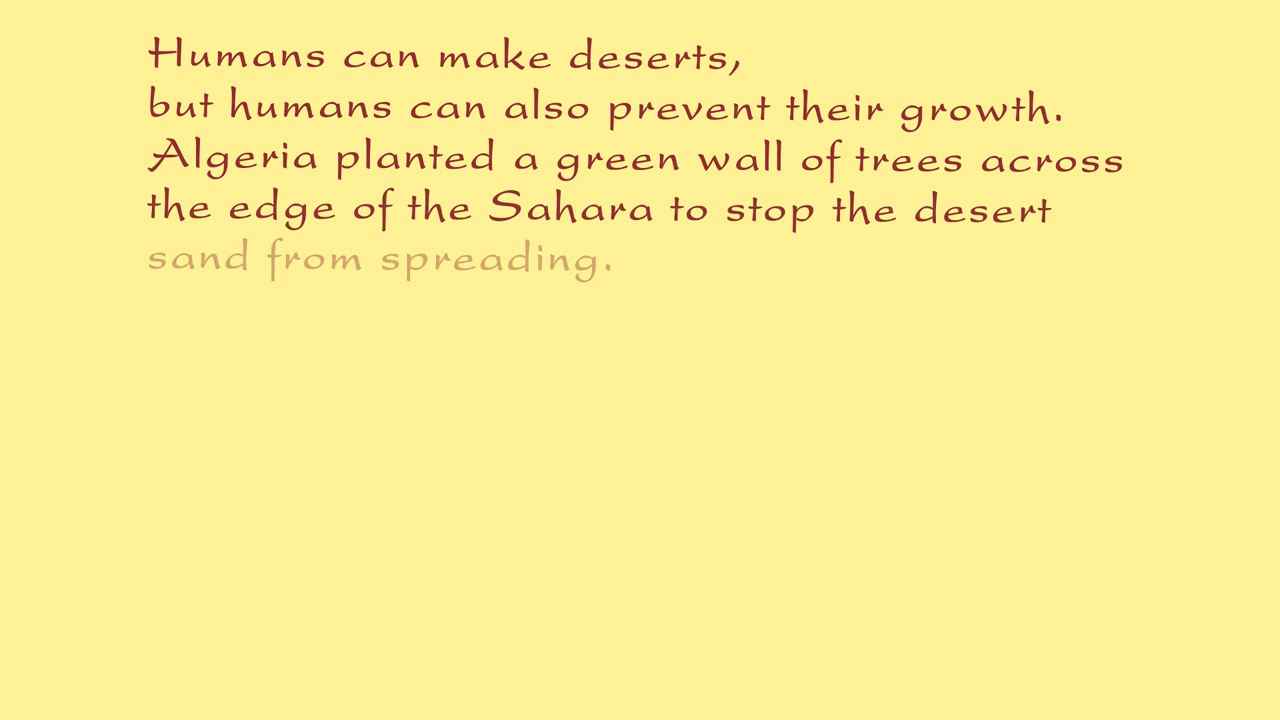 Humans can make deserts,
but humans can also prevent their growth.
Algeria planted a green wall of trees across
the edge of the Sahara to stop the desert
sand from spreading.